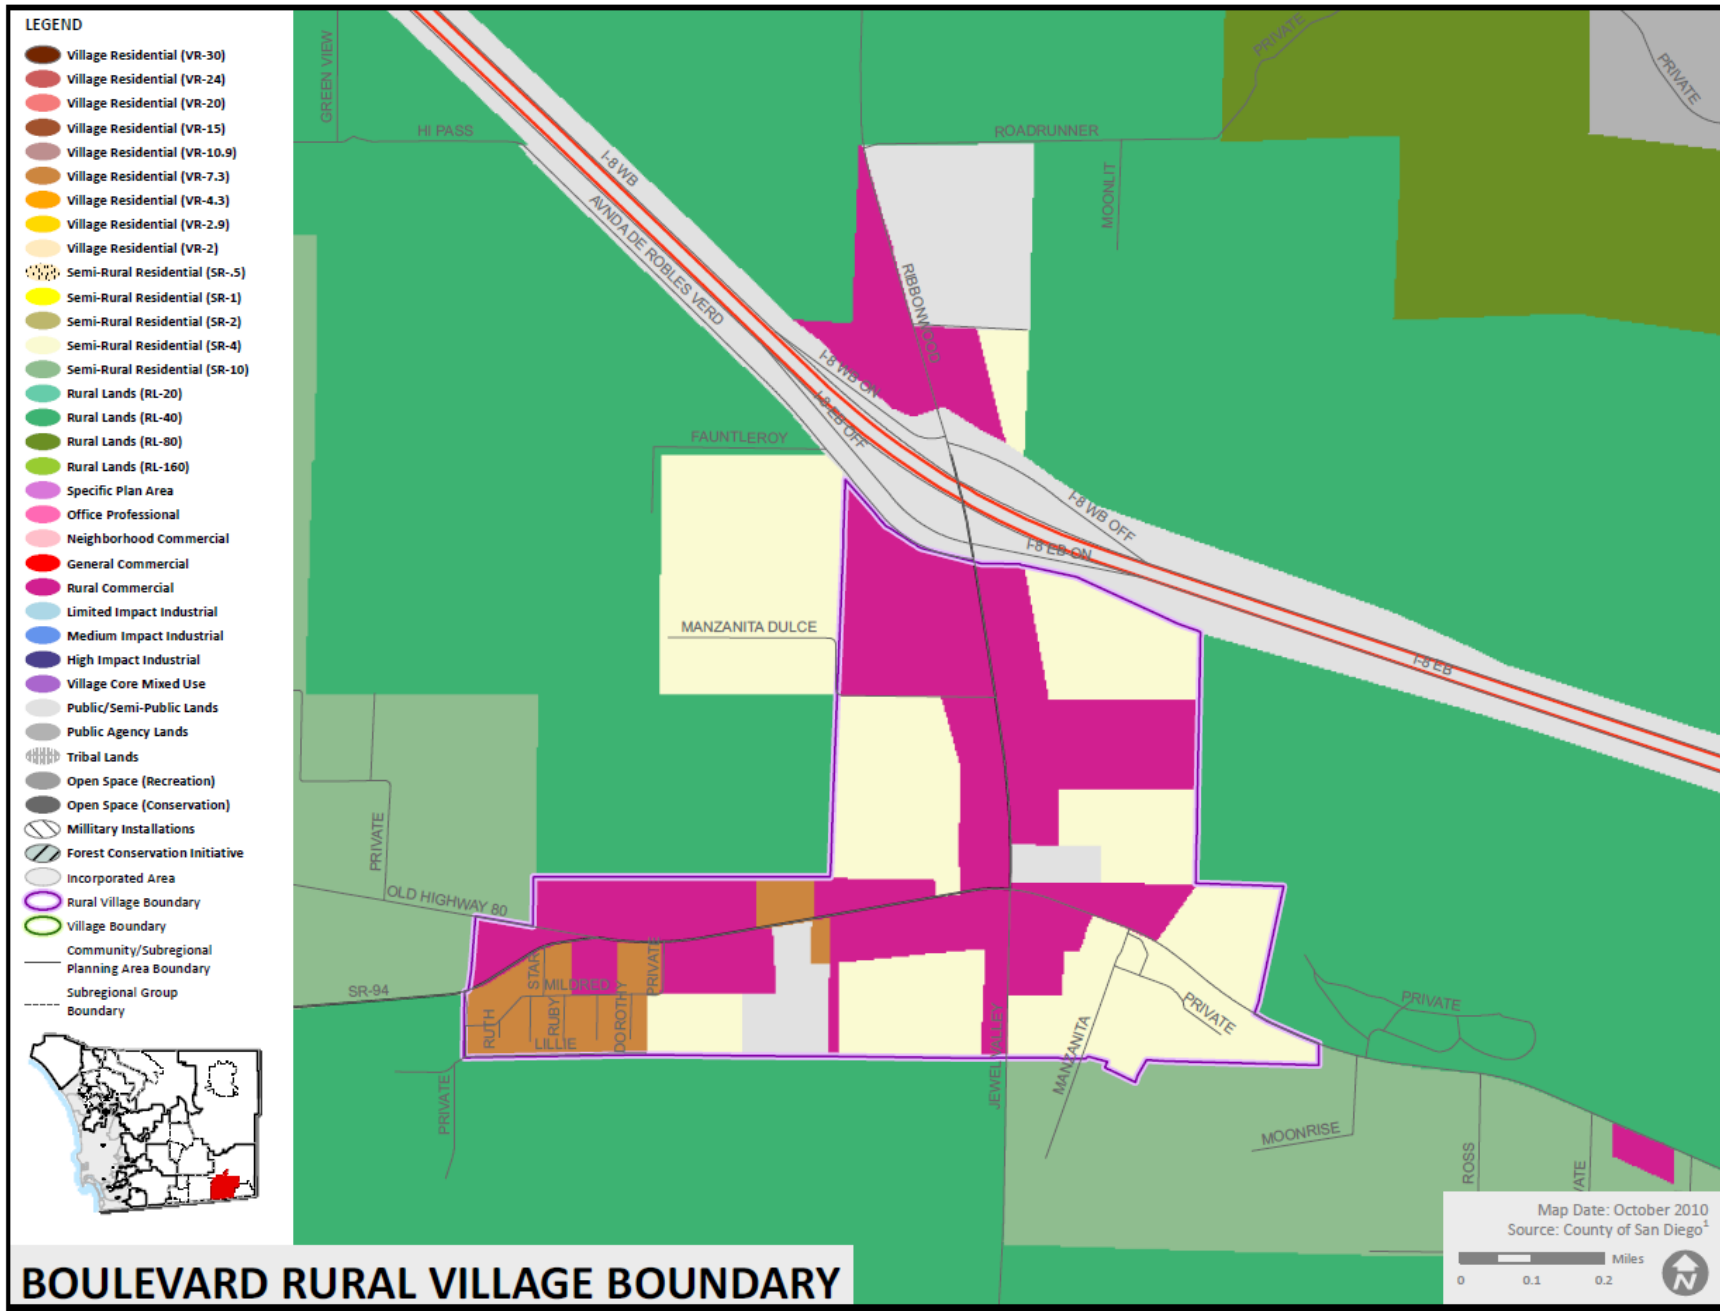 LEGEND
Village Residential (VR-30)
Village Residential (VR-24)
Village Residential (VR-20)
Village Residential (VR-15)
Village Residential (VR-10.9)
Village Residential (VR-7.3)
Village Residential (VR-4.3)
Village Residential (VR-2.9)
Village Residential (VR-2)
Semi-Rural Residential (SR-.5)
Semi-Rural Residential (SR-1)
Semi-Rural Residential (SR-2)
Semi-Rural Residential (SR-4)
Semi-Rural Residential (SR-10)
Rural Lands (RL-20)
Rural Lands (RL-40)
Rural Lands (RL-80)
Rural Lands (RL-160)
Specific Plan Area
Office Professional
Neighborhood Commercial
General Commercial
Rural Commercial
Limited Impact Industrial
Medium Impact Industrial
High Impact Industrial
Village Core Mixed Use
Public/Semi-Public Lands
Public Agency Lands
Tribal Lands
Open Space (Recreation)
Open Space (Conservation)
Millitary Installations
Forest Conservation Initiative
Incorporated Area
Rural Village Boundary
Village Boundary
Community/Subregional
Planning Area Boundary
Subregional Group
Boundary
GREEN VIEW
HI PASS
I-8 WB
AVNDA DE ROBLES VERD
PRIVATE
PRIVATE
ROADRUNNER
MOONLIT
RIBBONWOOD
I-8 WB ON
I-8 EB OFF
FAUNTLEROY
I-8 WB OFF
I-8 EB ON
MANZANITA DULCE
I-8 EB
PRIVATE
OLD HIGHWAY 80
SR-94
STAR
MILDRED
PRIVATE
RUTH
RUBY
DOROTHY
LILLIE
PRIVATE
JEWEL VALLEY
MANZANITA
PRIVATE
PRIVATE
MOONRISE
ROSS
VATE
Map Date: October 2010
Source: County of San Diego1
Miles
0 0.1 0.2
N
BOULEVARD RURAL VILLAGE BOUNDARY